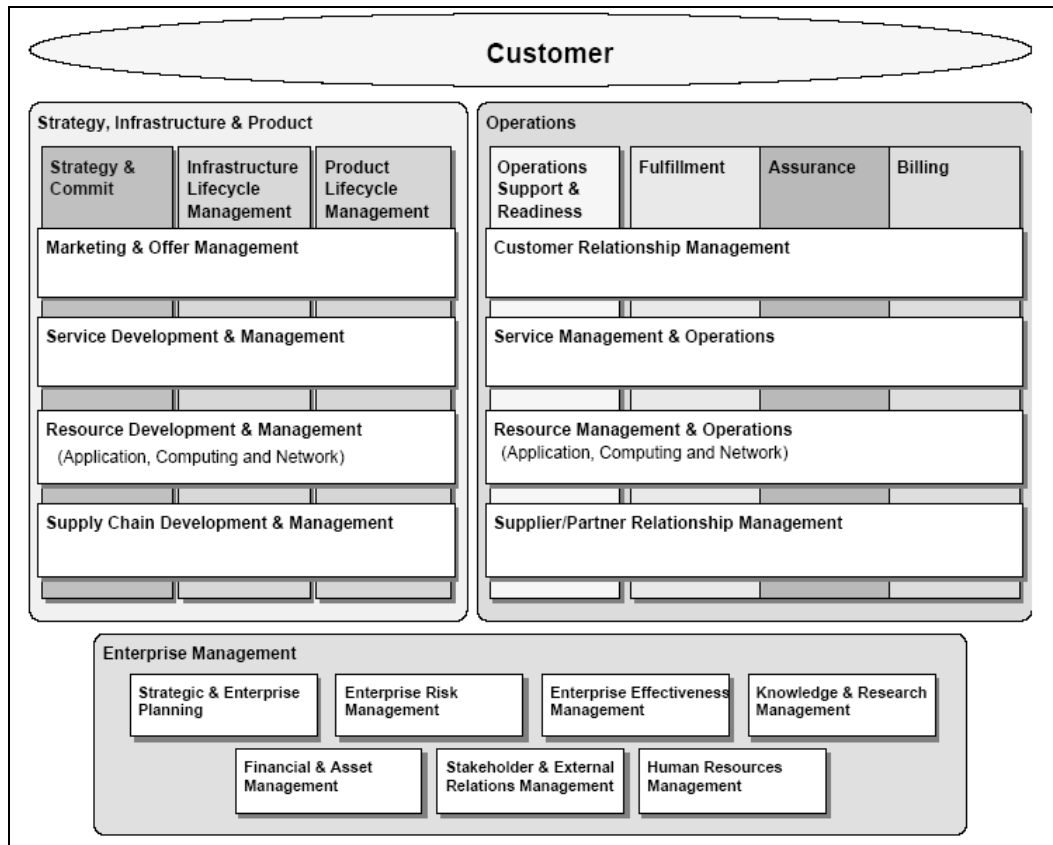 Customer
Strategy, Infrastructure & Product
Strategy &
Commit
Infrastructure
Lifecycle
Management
Product
Lifecycle
Management
Marketing & Offer Management
Service Development & Management
Resource Development & Management
(Application, Computing and Network)
Supply Chain Development & Management
Operations
Operations
Support &
Readiness
Fulfillment
Assurance
Billing
Customer Relationship Management
Service Management & Operations
Resource Management & Operations
(Application, Computing and Network)
Supplier/Partner Relationship Management
Enterprise Management
Strategic & Enterprise
Planning
Enterprise Risk
Management
Enterprise Effectiveness
Management
Knowledge & Research
Management
Financial & Asset
Management
Stakeholder & External
Relations Management
Human Resources
Management